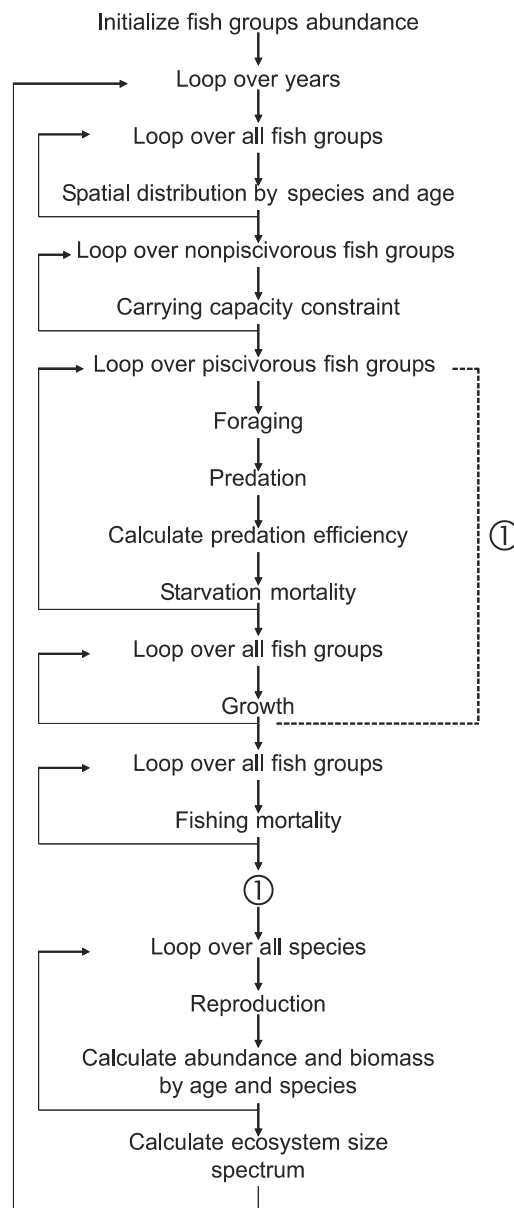 Initialize fish groups abundance
Loop over years
Loop over all fish groups
Spatial distribution by species and age
Loop over nonpiscivorous fish groups
Carrying capacity constraint
Loop over piscivorous fish groups
Foraging
Predation
①
Calculate predation efficiency
Starvation mortality
Loop over all fish groups
Growth
Loop over all fish groups
Fishing mortality
①
Loop over all species
Reproduction
Calculate abundance and biomass
by age and species
Calculate ecosystem size
spectrum